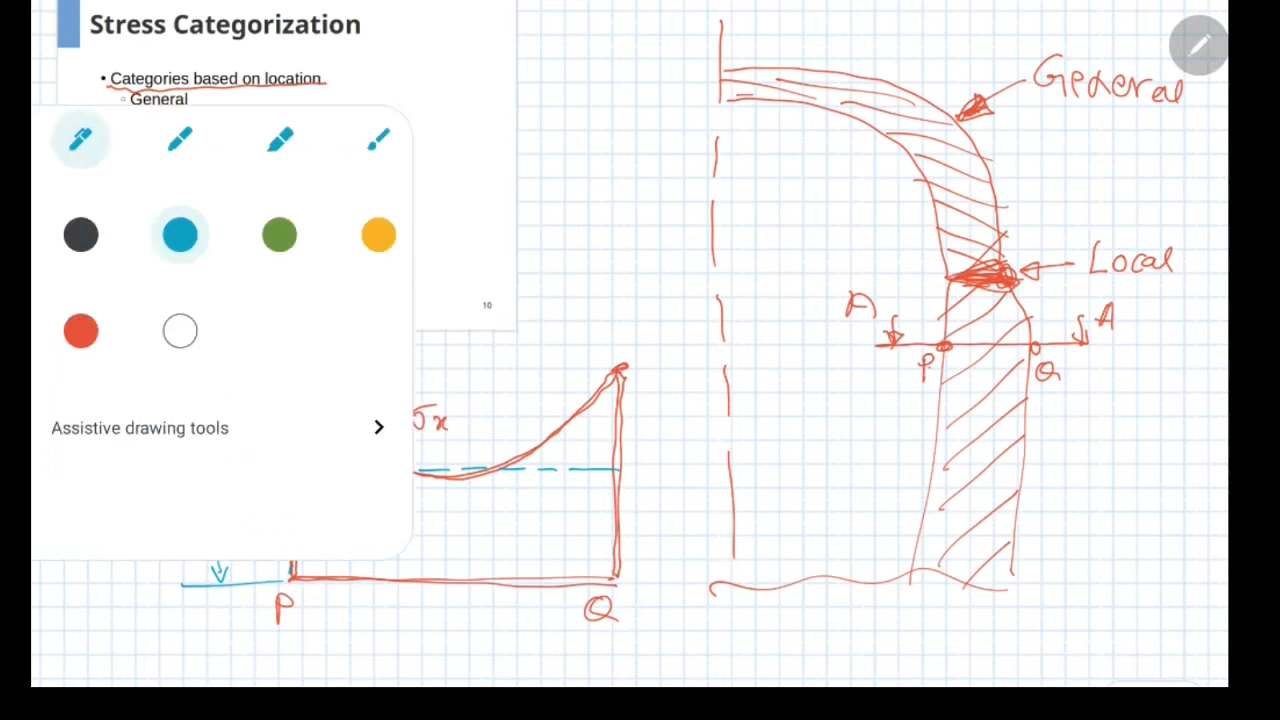 Stress Categorization
• Categories based on location
◦ General
10
Assistive drawing tools
General
Local
A
A
P
Q
σx
P
Q